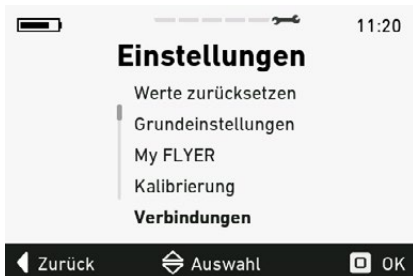 11:20
Einstellungen
Werte zurücksetzen
Grundeinstellungen
My FLYER
Kalibrierung
Verbindungen
Zurück Auswahl OK